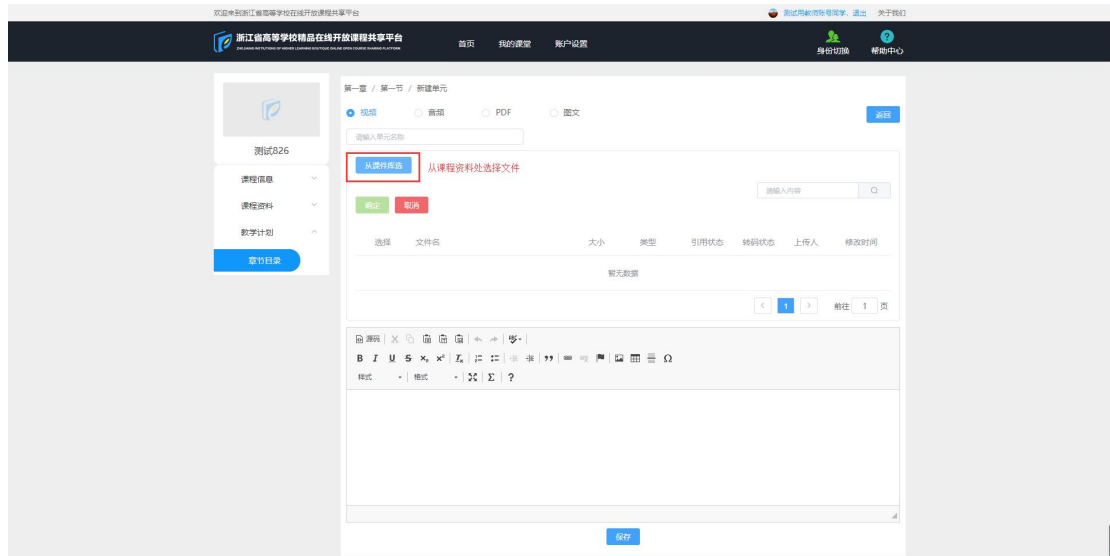 欢迎来到浙江省高等学校在线开放课程共享平台
测试用教师账号同学，退出 关于我们
浙江省高等学校精品在线开放课程共享平台
首页 我的课堂 账户设置
身份切换 帮助中心
第一章 / 第一节 / 新建单元
视频 音频 PDF 图文
返回
请输入单元名称
测试826
从课件库选 从课程资料处选择文件
课程信息
请输入内容
课程资料
确定 取消
教学计划
选择 文件名 大小 类型 引用状态 转码状态 上传人 修改时间
章节目录
暂无数据
1 前往 1 页
源码
B I U S x₂ x² Ix Ω
样式 格式 Σ ?
保存